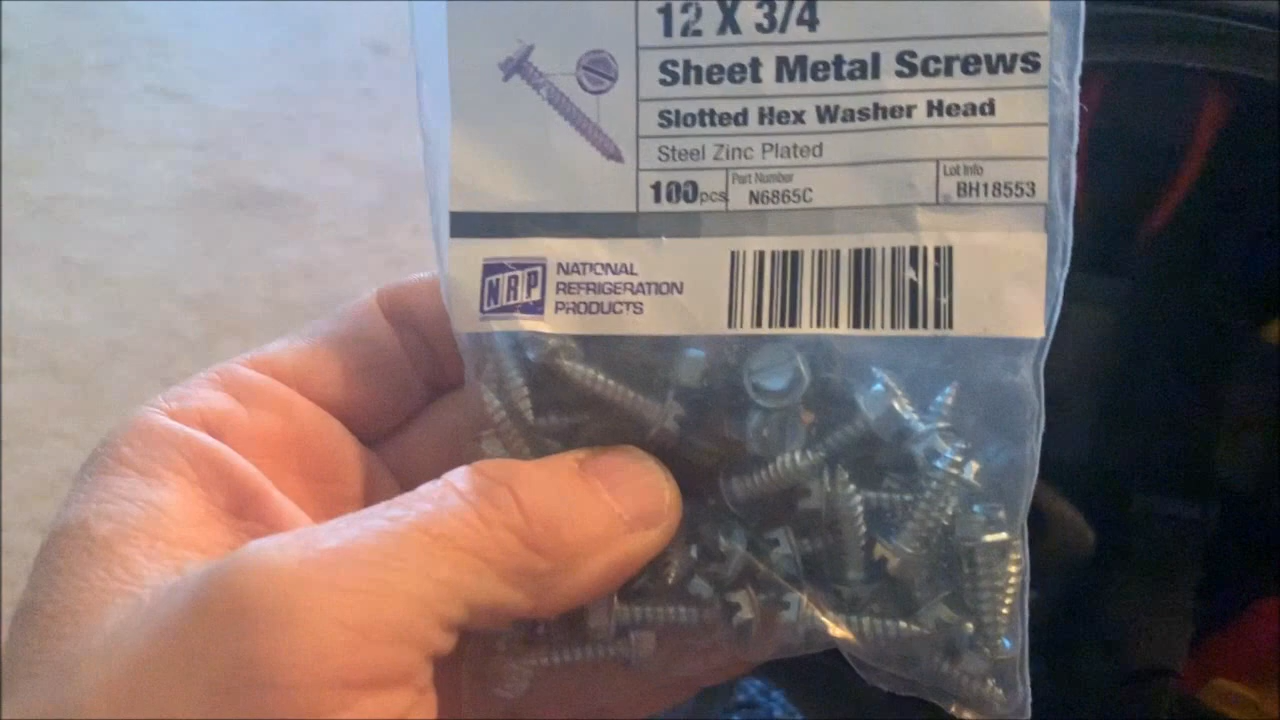 12 X 3/4
Sheet Metal Screws
Slotted Hex Washer Head
Steel Zinc Plated
100pcs Part Number N6865C Lot Info BH18553
NRP NATIONAL
REFRIGERATION
PRODUCTS